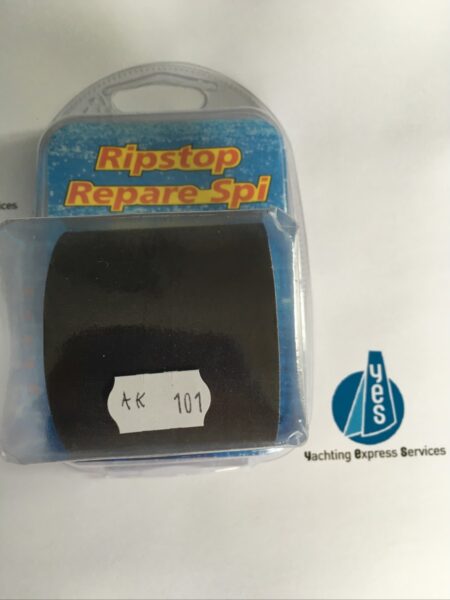 Ripstop
Repare Spi
AK 101
yes
Yachting Express Services